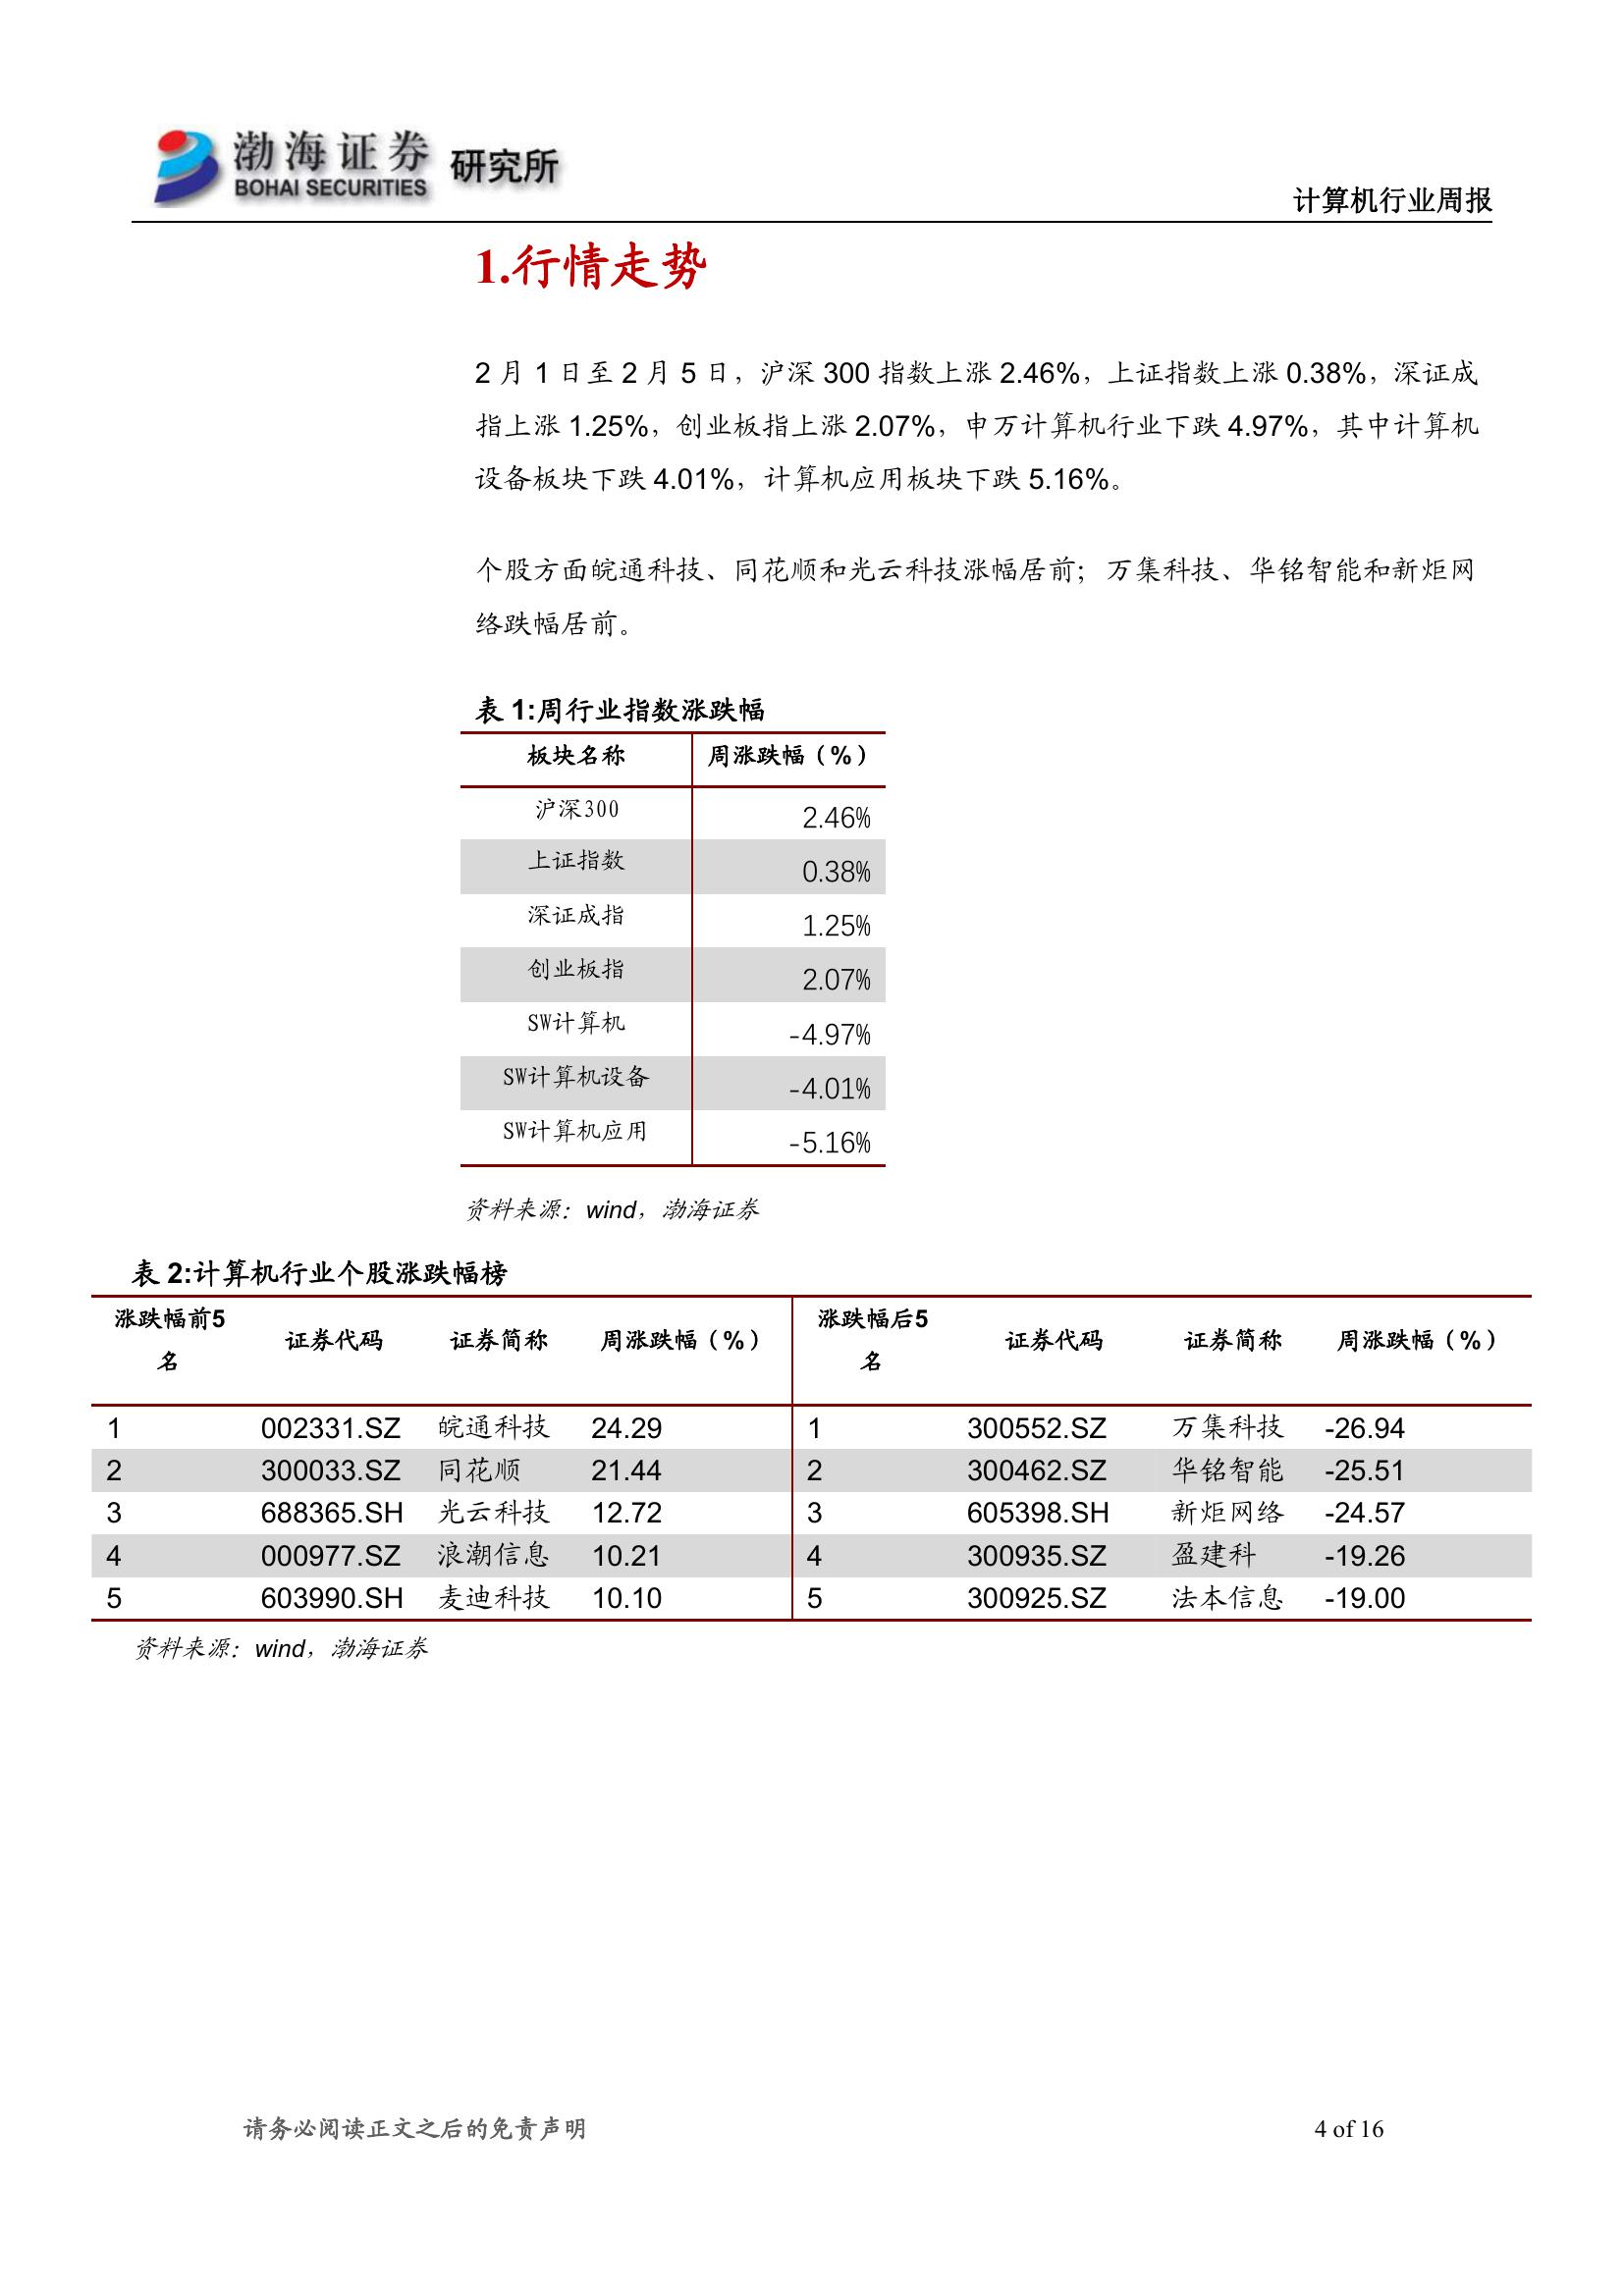 渤海证券 研究所
BOHAI SECURITIES
计算机行业周报
1.行情走势
2 月 1 日至 2 月 5 日，沪深 300 指数上涨 2.46%，上证指数上涨 0.38%，深证成
指上涨 1.25%，创业板指上涨 2.07%，申万计算机行业下跌 4.97%，其中计算机
设备板块下跌 4.01%，计算机应用板块下跌 5.16%。
个股方面皖通科技、同花顺和光云科技涨幅居前；万集科技、华铭智能和新炬网
络跌幅居前。
表 1:周行业指数涨跌幅
板块名称 周涨跌幅（%）
沪深300 2.46%
上证指数 0.38%
深证成指 1.25%
创业板指 2.07%
SW计算机 -4.97%
SW计算机设备 -4.01%
SW计算机应用 -5.16%
资料来源：wind，渤海证券
表 2:计算机行业个股涨跌幅榜
涨跌幅前5名 证券代码 证券简称 周涨跌幅（%） 涨跌幅后5名 证券代码 证券简称 周涨跌幅（%）
1 002331.SZ 皖通科技 24.29 1 300552.SZ 万集科技 -26.94
2 300033.SZ 同花顺 21.44 2 300462.SZ 华铭智能 -25.51
3 688365.SH 光云科技 12.72 3 605398.SH 新炬网络 -24.57
4 000977.SZ 浪潮信息 10.21 4 300935.SZ 盈建科 -19.26
5 603990.SH 麦迪科技 10.10 5 300925.SZ 法本信息 -19.00
资料来源：wind，渤海证券
请务必阅读正文之后的免责声明 4 of 16